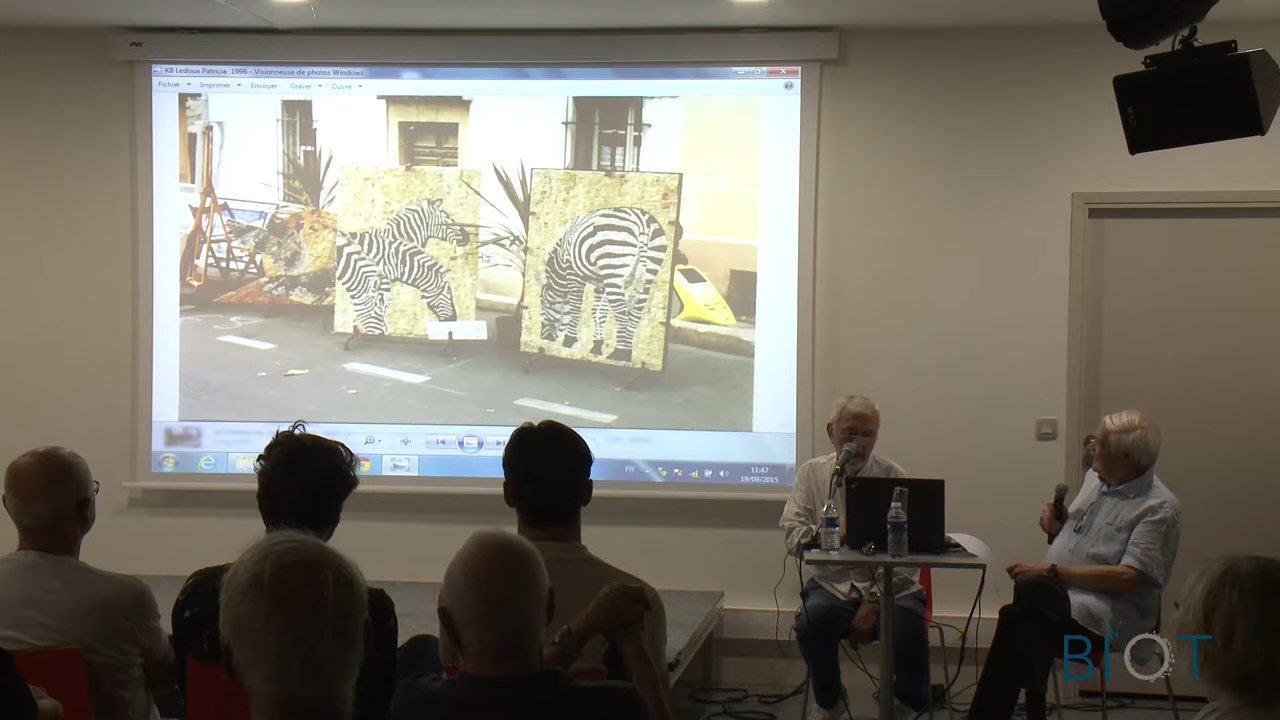 K8 Ledoux Patricia 1996 - Visionneuse de photos Windows
Fichier Imprimer Envoyer Graver Ouvrir
FR
11:47
19/09/2015
BIOT